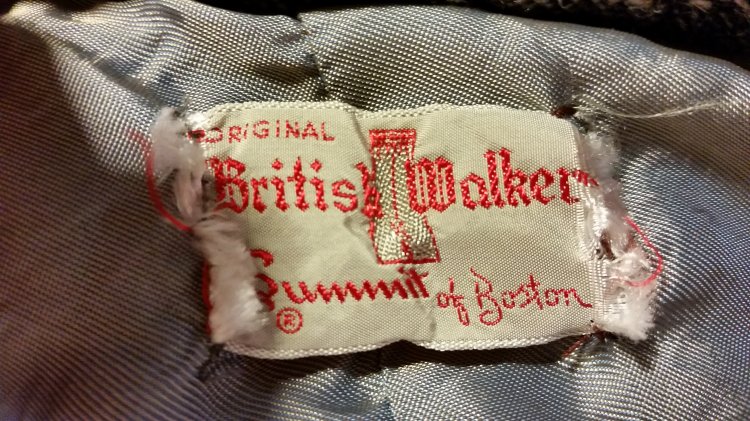 ORIGINAL
British Walker
Summit of Boston
®